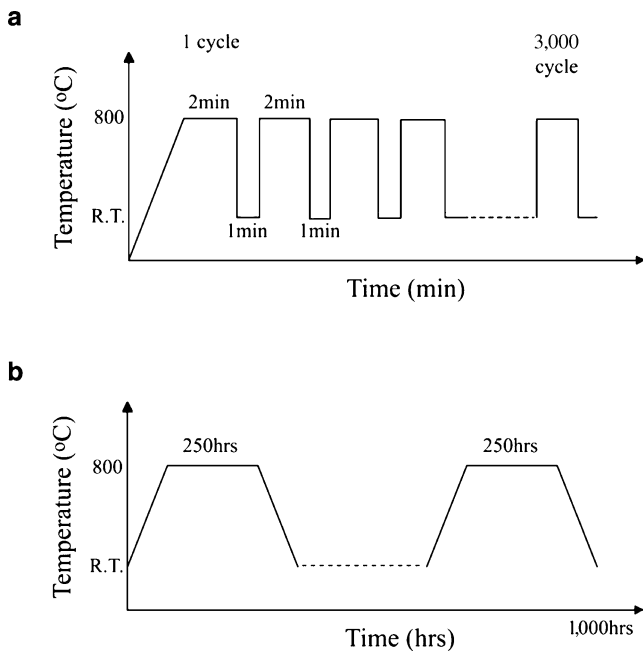 a
1 cycle
3,000
cycle
Temperature (oC)
800
2min
2min
R.T.
1min
1min
Time (min)
b
Temperature (oC)
800
250hrs
250hrs
R.T.
1,000hrs
Time (hrs)